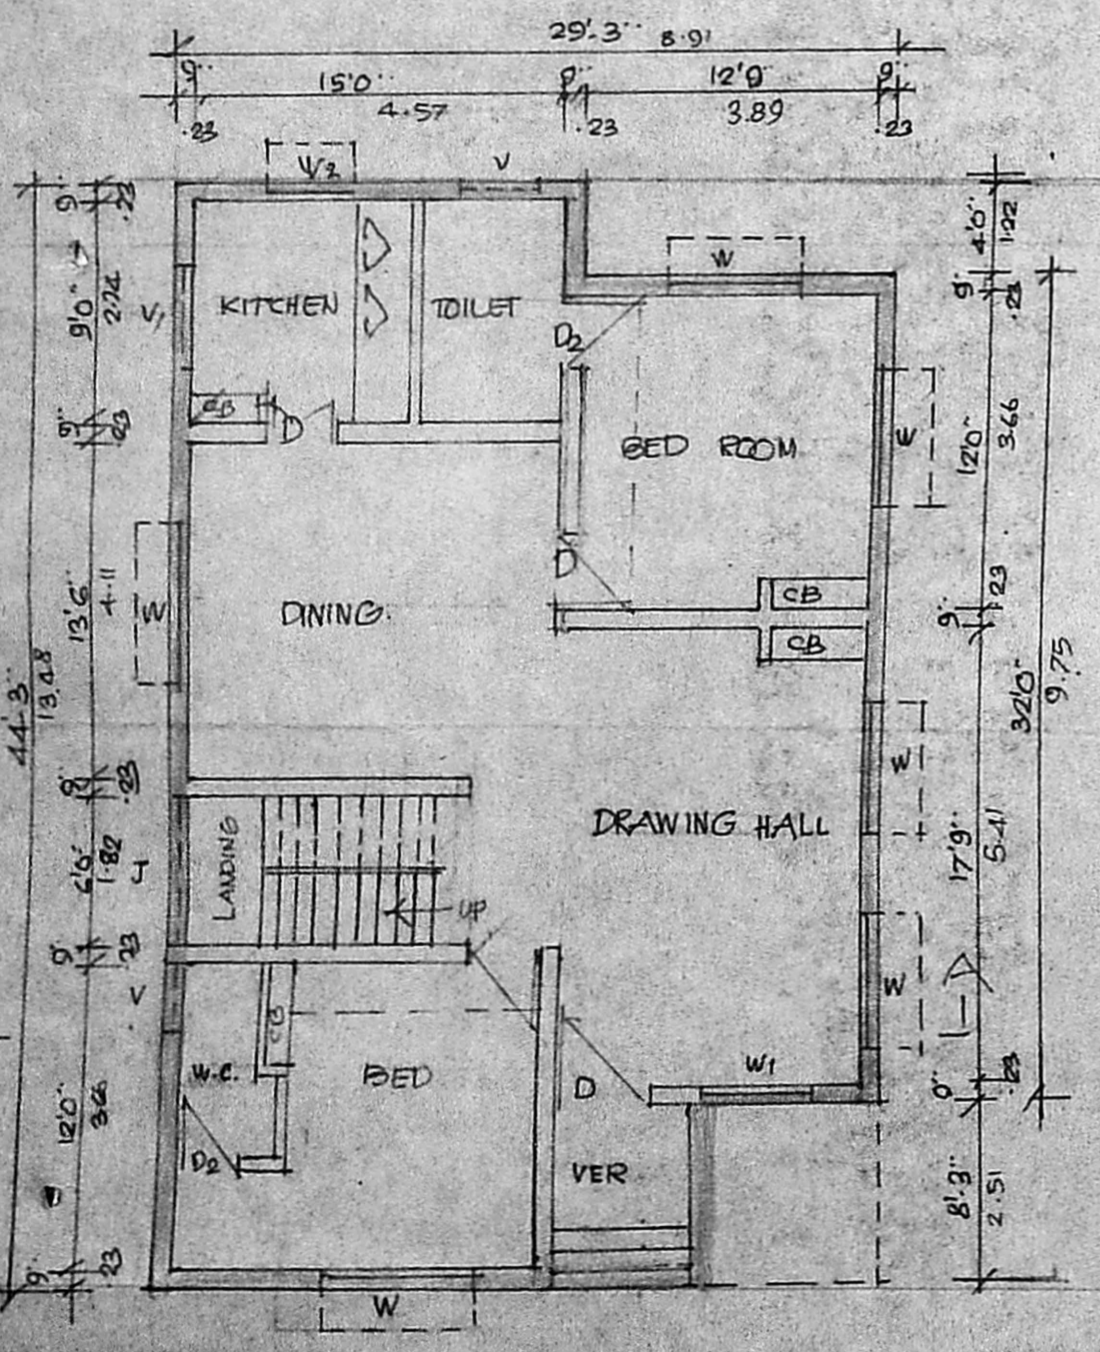 29'-3" 8.91
9" 15'0" 9" 12'9" 9"
.23 4.57 .23 3.89 .23
W2 V
9" .23
4'0" 1.22
W
9" .23
9'0" 2.74 V1
KITCHEN TOILET
D2
CB D
9" .23
BED ROOM
W
12'0" 3.66
D
13'6" 4.11 W
DINING.
CB
9" .23
CB
44'-3" 13.48
32'0" 9.75
W
9" .23
LANDING
DRAWING HALL
6'0" 1.82
17'9" 5.41
UP
9" .23
V
W
CB
W.C. BED
D
W1
9" .23
12'0" 3.66
D2
VER
8'-3" 2.51
9" .23
W